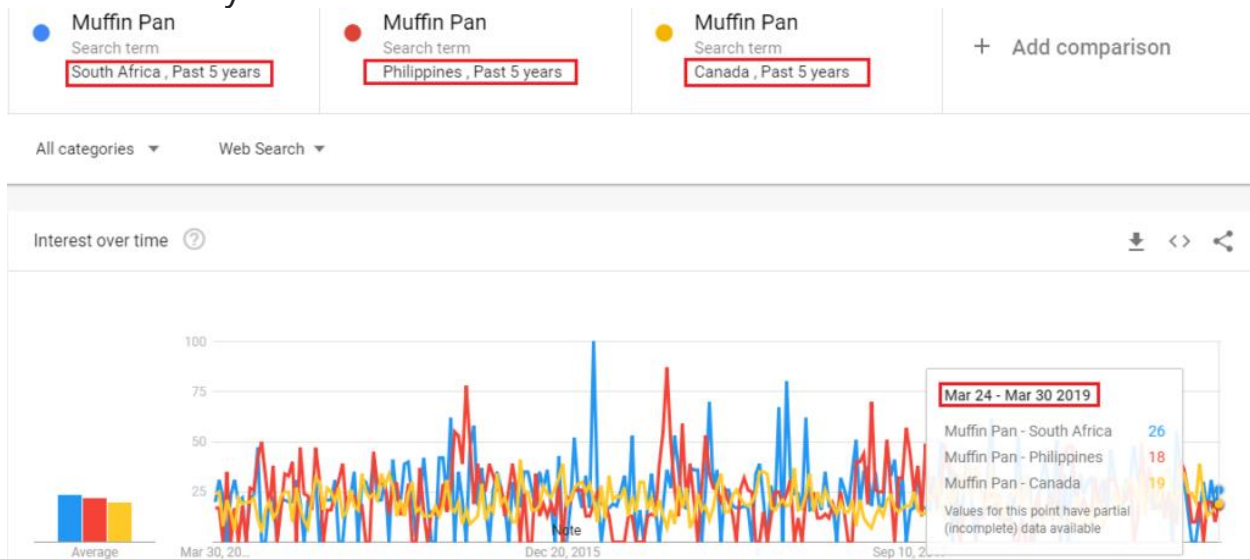 Muffin Pan
Search term
South Africa , Past 5 years
Muffin Pan
Search term
Philippines , Past 5 years
Muffin Pan
Search term
Canada , Past 5 years
+ Add comparison
All categories
Web Search
Interest over time
100
75
50
25
Average
Mar 30, 20...
Note
Dec 20, 2015
Sep 10,
Mar 24 - Mar 30 2019
Muffin Pan - South Africa 26
Muffin Pan - Philippines 18
Muffin Pan - Canada 19
Values for this point have partial
(incomplete) data available